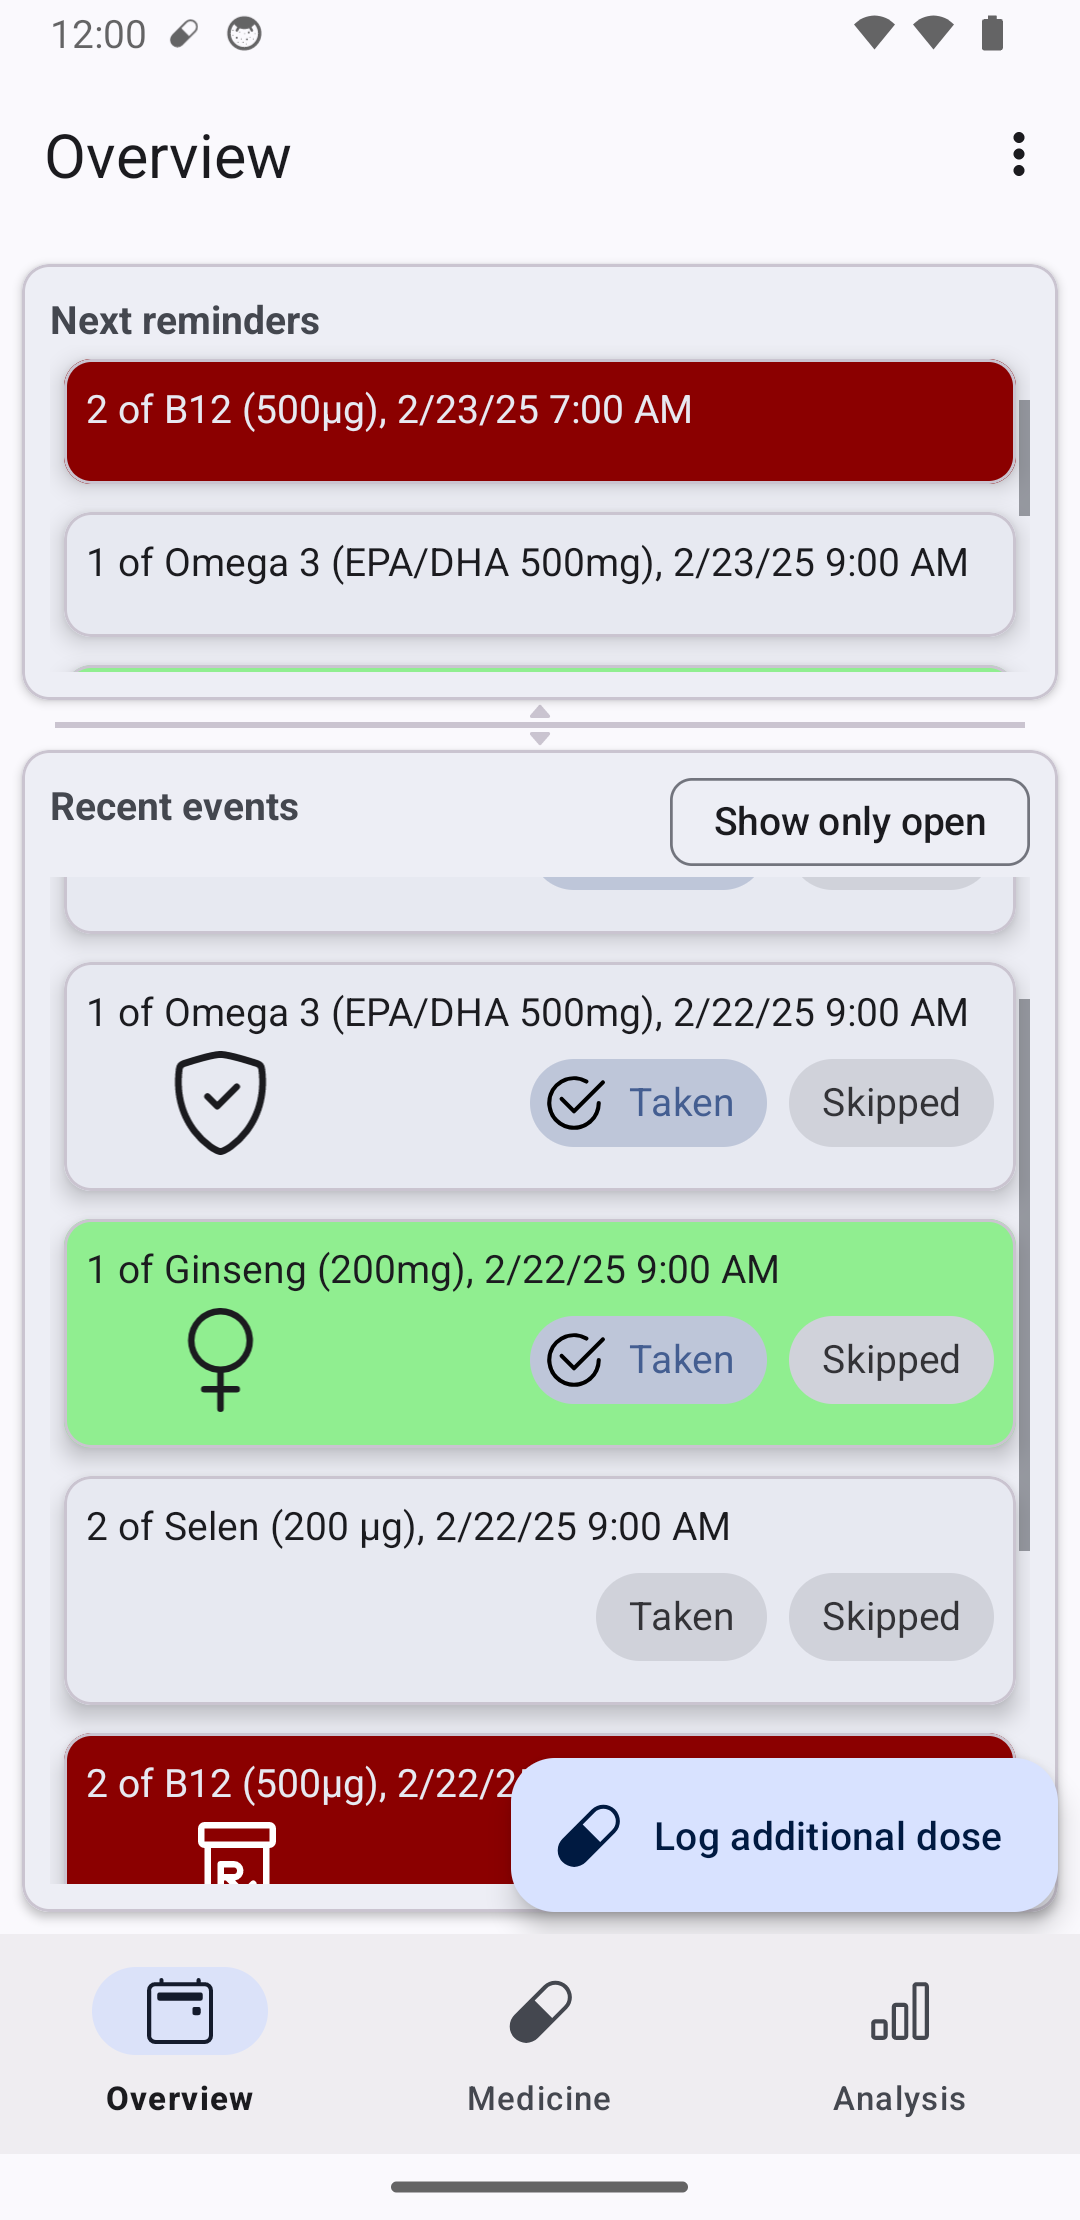 12:00
Overview
Next reminders
2 of B12 (500µg), 2/23/25 7:00 AM
1 of Omega 3 (EPA/DHA 500mg), 2/23/25 9:00 AM
Recent events
Show only open
1 of Omega 3 (EPA/DHA 500mg), 2/22/25 9:00 AM
Taken
Skipped
1 of Ginseng (200mg), 2/22/25 9:00 AM
Taken
Skipped
2 of Selen (200 µg), 2/22/25 9:00 AM
Taken
Skipped
2 of B12 (500µg), 2/22/2
Log additional dose
Overview
Medicine
Analysis